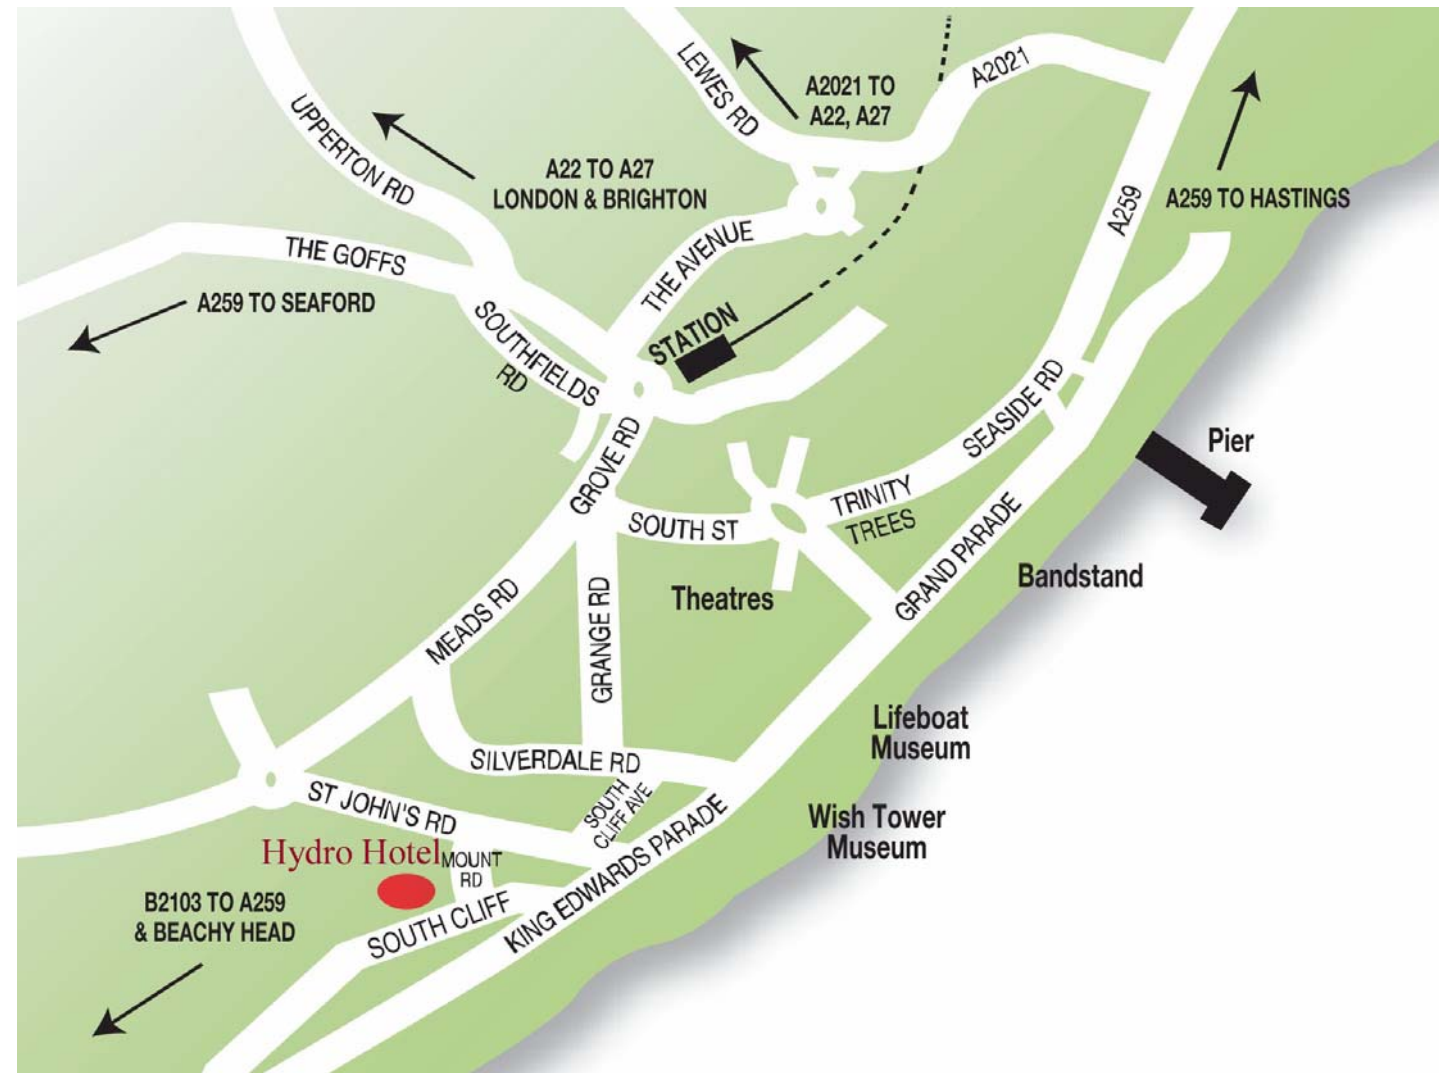 LEWES RD
A2021 TO
A22, A27
A2021
UPPERTON RD
A22 TO A27
LONDON & BRIGHTON
A259
A259 TO HASTINGS
THE GOFFS
THE AVENUE
A259 TO SEAFORD
SOUTHFIELDS
RD
STATION
SEASIDE RD
Pier
GROVE RD
TRINITY
TREES
SOUTH ST
GRAND PARADE
Bandstand
Theatres
MEADS RD
GRANGE RD
Lifeboat
Museum
SILVERDALE RD
SOUTH
CLIFF AVE
ST JOHN'S RD
Wish Tower
Museum
KING EDWARDS PARADE
Hydro Hotel
MOUNT
RD
SOUTH CLIFF
B2103 TO A259
& BEACHY HEAD